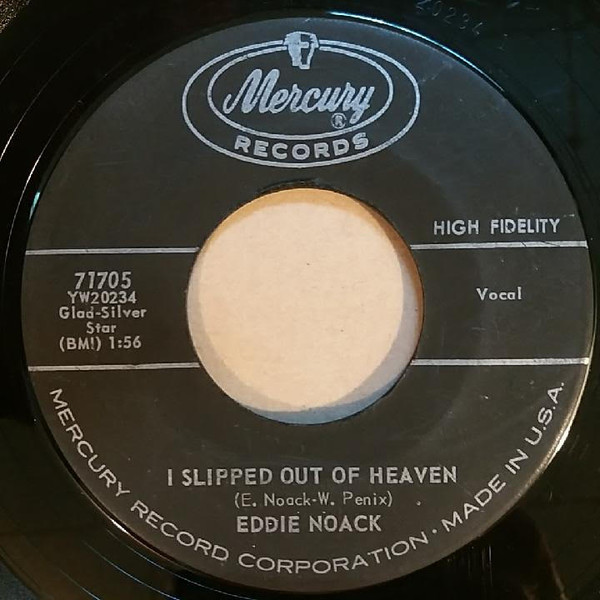 20234
Mercury
®
RECORDS
HIGH FIDELITY
71705
YW20234
Glad-Silver
Star
(BMI) 1:56
Vocal
I SLIPPED OUT OF HEAVEN
(E. Noack-W. Penix)
EDDIE NOACK
MERCURY RECORD CORPORATION · MADE IN U.S.A.